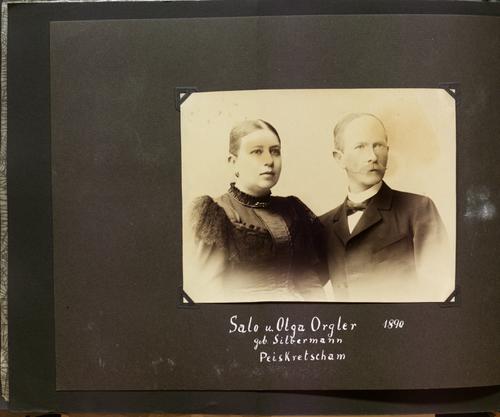 Salo u. Olga Orgler 1890
geb. Silbermann
Peiskretscham